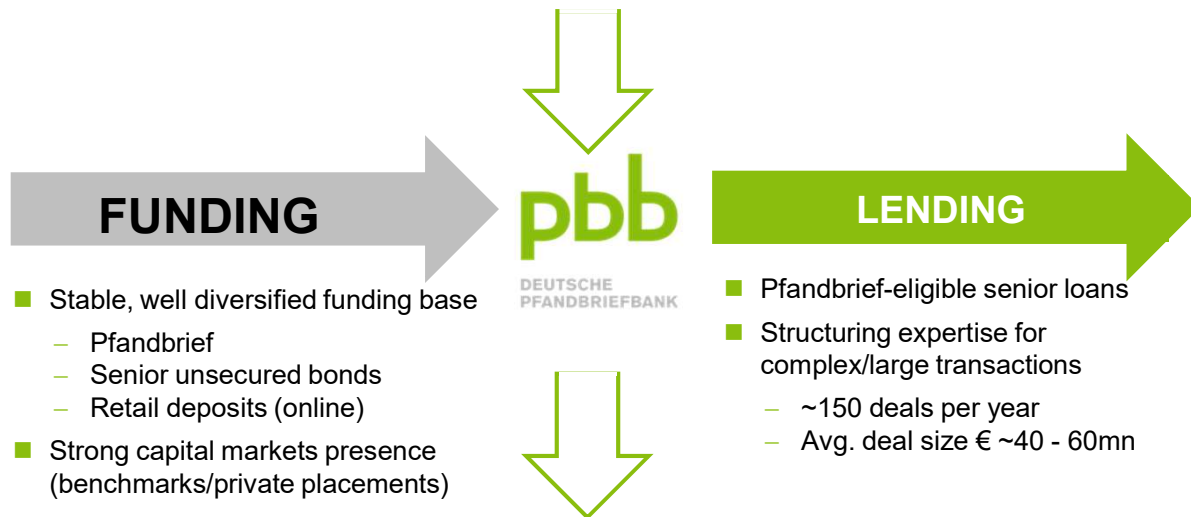 FUNDING
■ Stable, well diversified funding base
– Pfandbrief
– Senior unsecured bonds
– Retail deposits (online)
■ Strong capital markets presence
(benchmarks/private placements)
pbb
DEUTSCHE
PFANDBRIEFBANK
LENDING
■ Pfandbrief-eligible senior loans
■ Structuring expertise for
complex/large transactions
– ~150 deals per year
– Avg. deal size € ~40 - 60mn